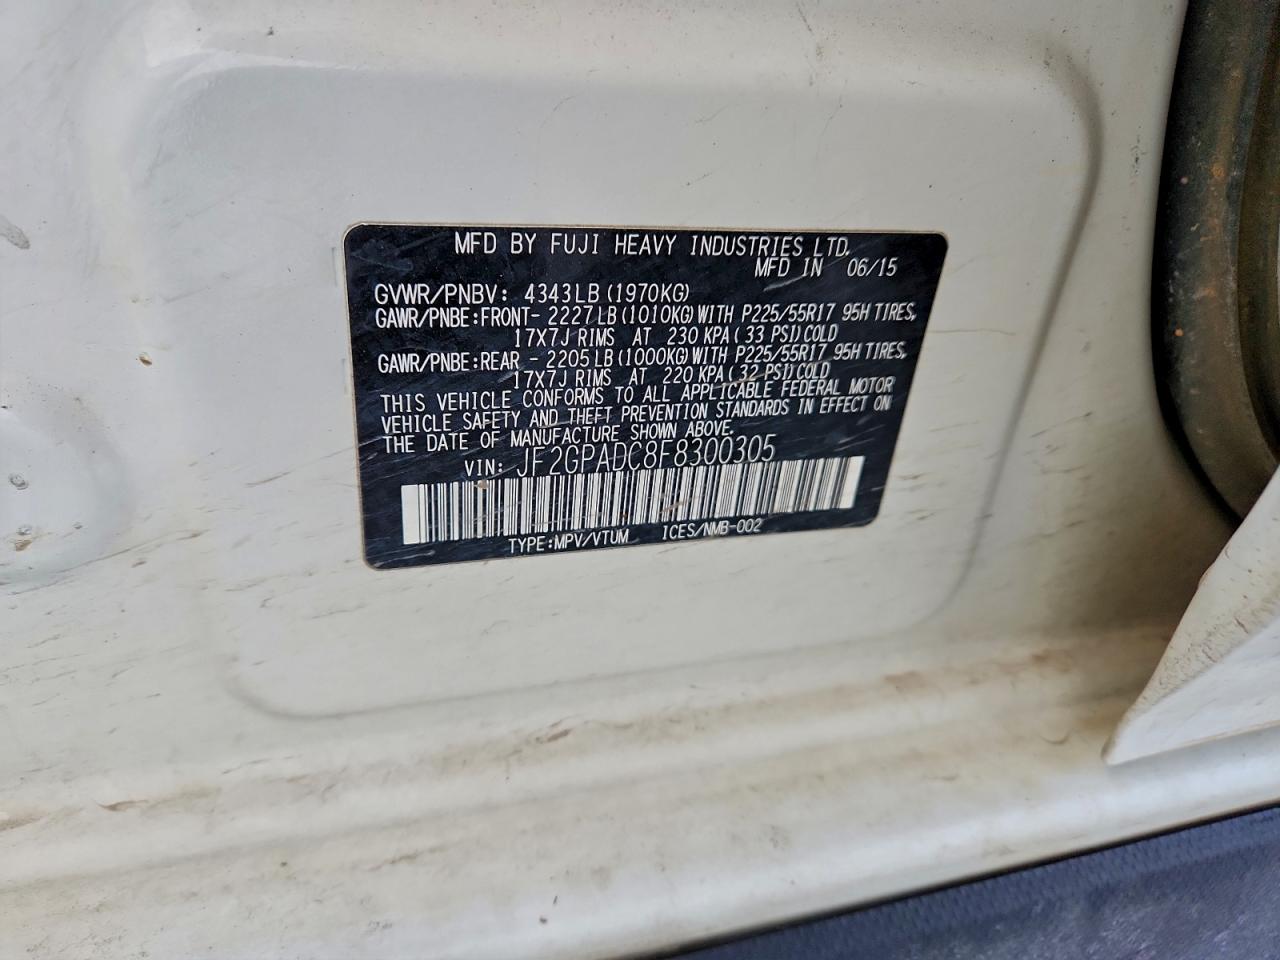 MFD BY FUJI HEAVY INDUSTRIES LTD.
MFD IN 06/15
GVWR/PNBV: 4343LB (1970KG)
GAWR/PNBE:FRONT- 2227LB (1010KG) WITH P225/55R17 95H TIRES,
17X7J RIMS AT 230 KPA (33 PSI) COLD
GAWR/PNBE:REAR - 2205LB (1000KG) WITH P225/55R17 95H TIRES,
17X7J RIMS AT 220 KPA (32 PSI) COLD
THIS VEHICLE CONFORMS TO ALL APPLICABLE FEDERAL MOTOR
VEHICLE SAFETY AND THEFT PREVENTION STANDARDS IN EFFECT ON
THE DATE OF MANUFACTURE SHOWN ABOVE.
VIN: JF2GPADC8F8300305
TYPE:MPV/VTUM ICES/NMB-002